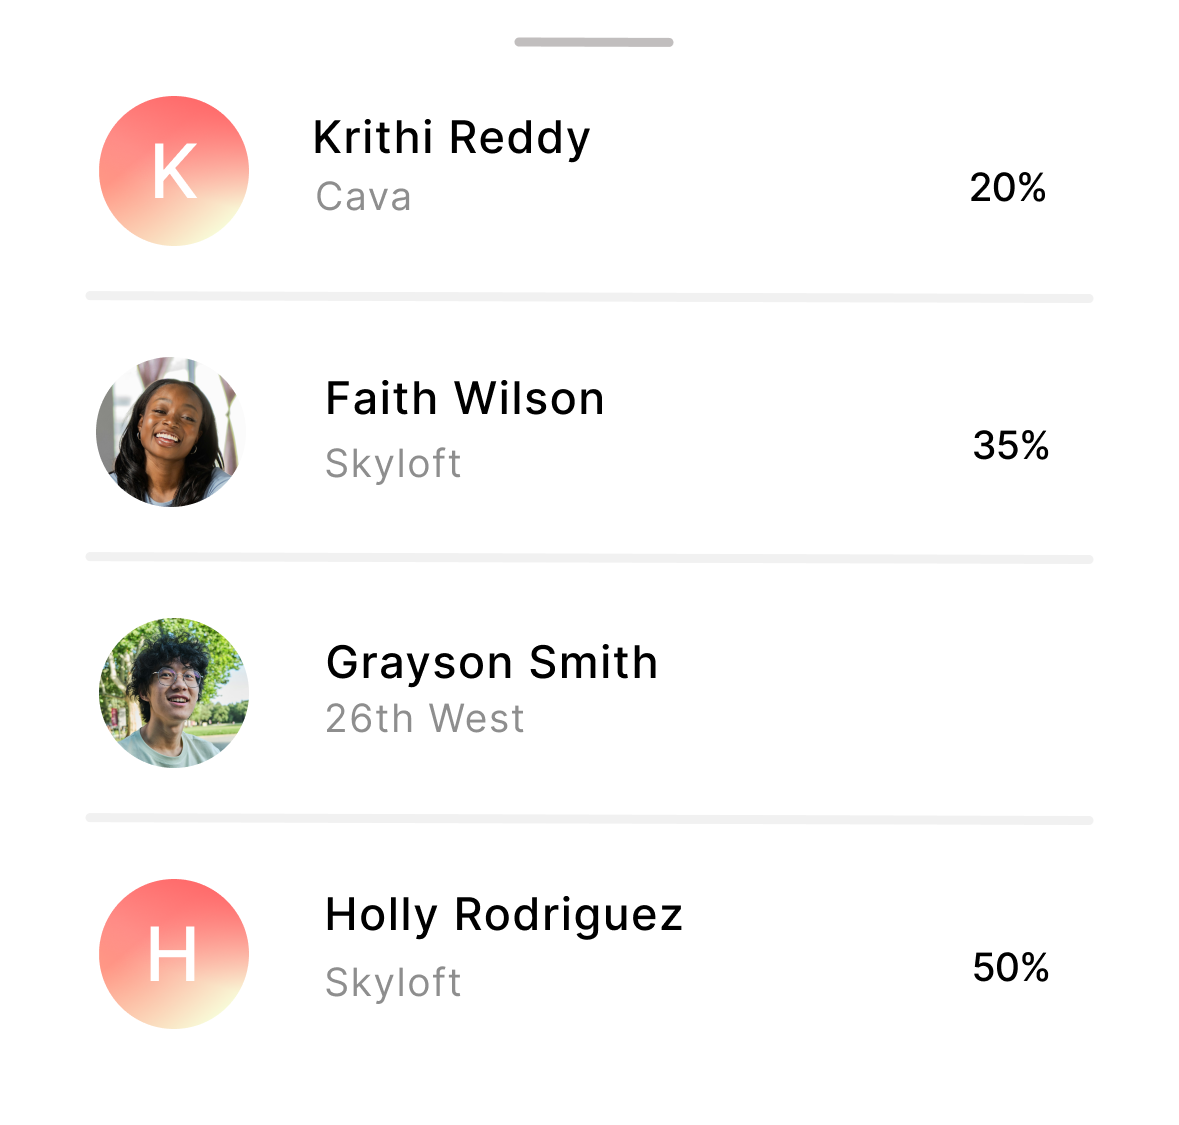 K
Krithi Reddy
Cava
20%
Faith Wilson
Skyloft
35%
Grayson Smith
26th West
H
Holly Rodriguez
Skyloft
50%